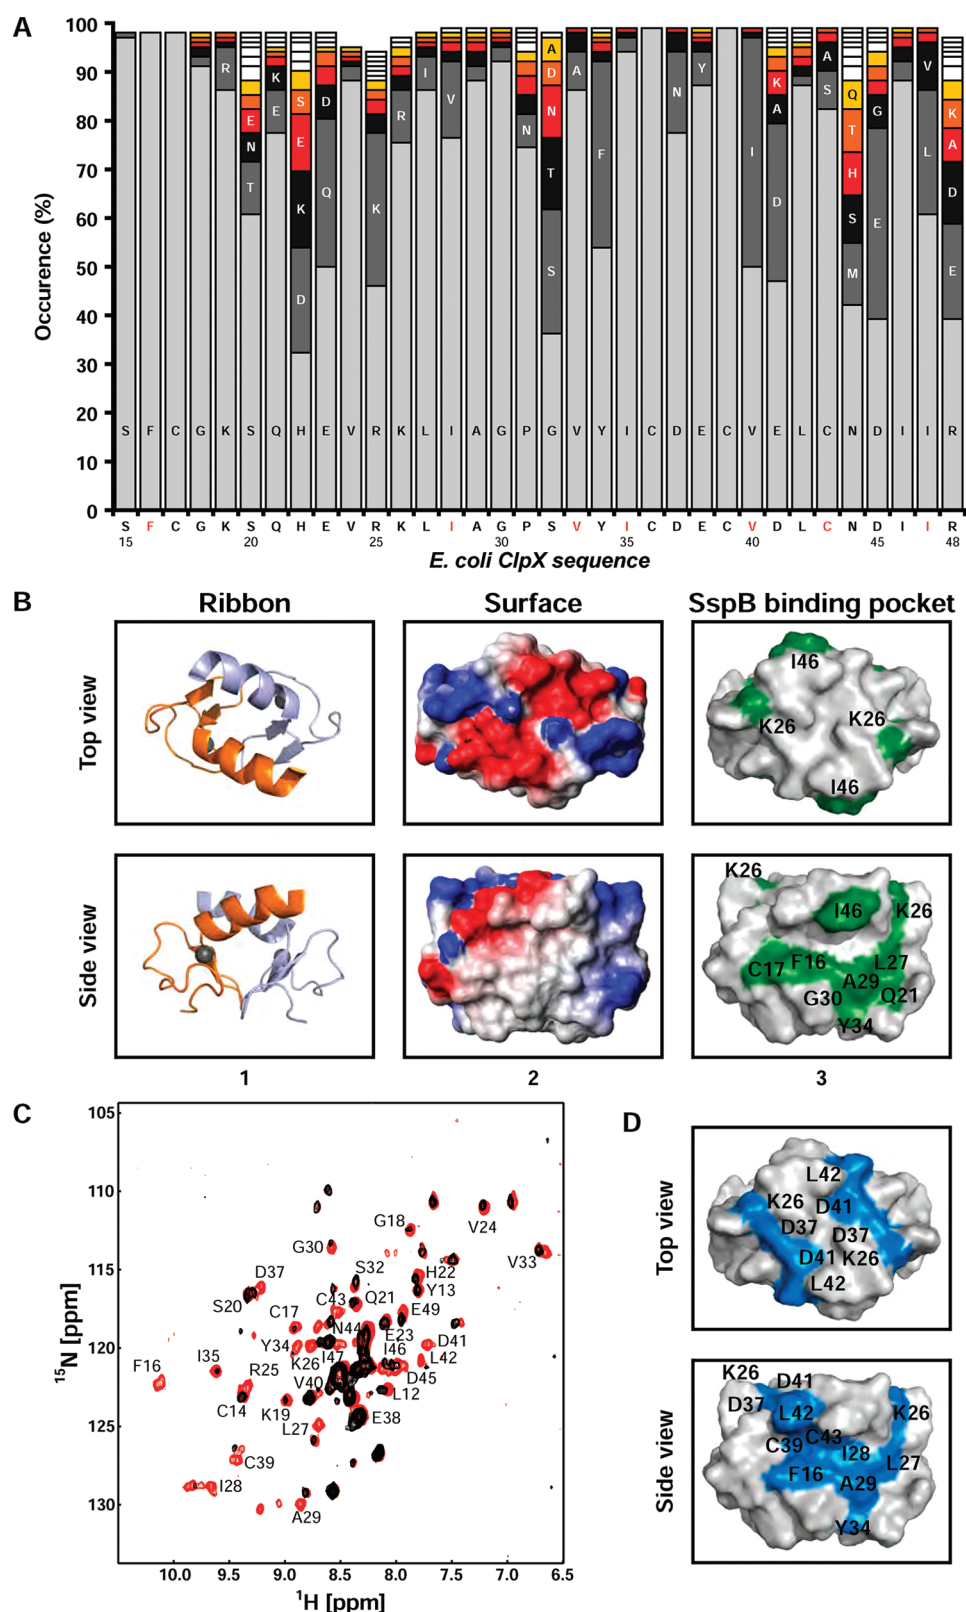 A
Occurence (%)
100
90
80
70
60
50
40
30
20
10
0
R
T N E
E K
D K E S
Q D
K
R
I
V
N
S T N D A
A
F
N
Y
I
D A K
S A
M S H T Q
E G
L V
E D A K
S F C G K S Q H E V R K L I A G P G V Y I C D E C V E L C N D I I R
S F C G K S Q H E V R K L I A G P S V Y I C D E C V D L C N D I I R
15 20 25 30 35 40 45 48
E. coli ClpX sequence
B
Ribbon Surface SspB binding pocket
Top view
I46
K26 K26
I46
Side view
K26
I46 K26
C17 F16 L27
A29
G30 Q21
Y34
1 2 3
C
15N [ppm]
105
110
115
120
125
130
G18 V24
G30 V33
S32 H22
D37 Y13
S20 C43 Q21
C17 E49
N44 E23
Y34 D41
I35 K26 I47 I46 L42
F16 R25 D45
V40 L12
C14 K19
L27 E38
C39
I28
A29
10.0 9.5 9.0 8.5 8.0 7.5 7.0 6.5
1H [ppm]
D
Top view
L42
K26 D41
D37 D37
D41 K26
L42
Side view
K26 D41
D37 L42 K26
C39 C43
I28
F16 A29 L27
Y34